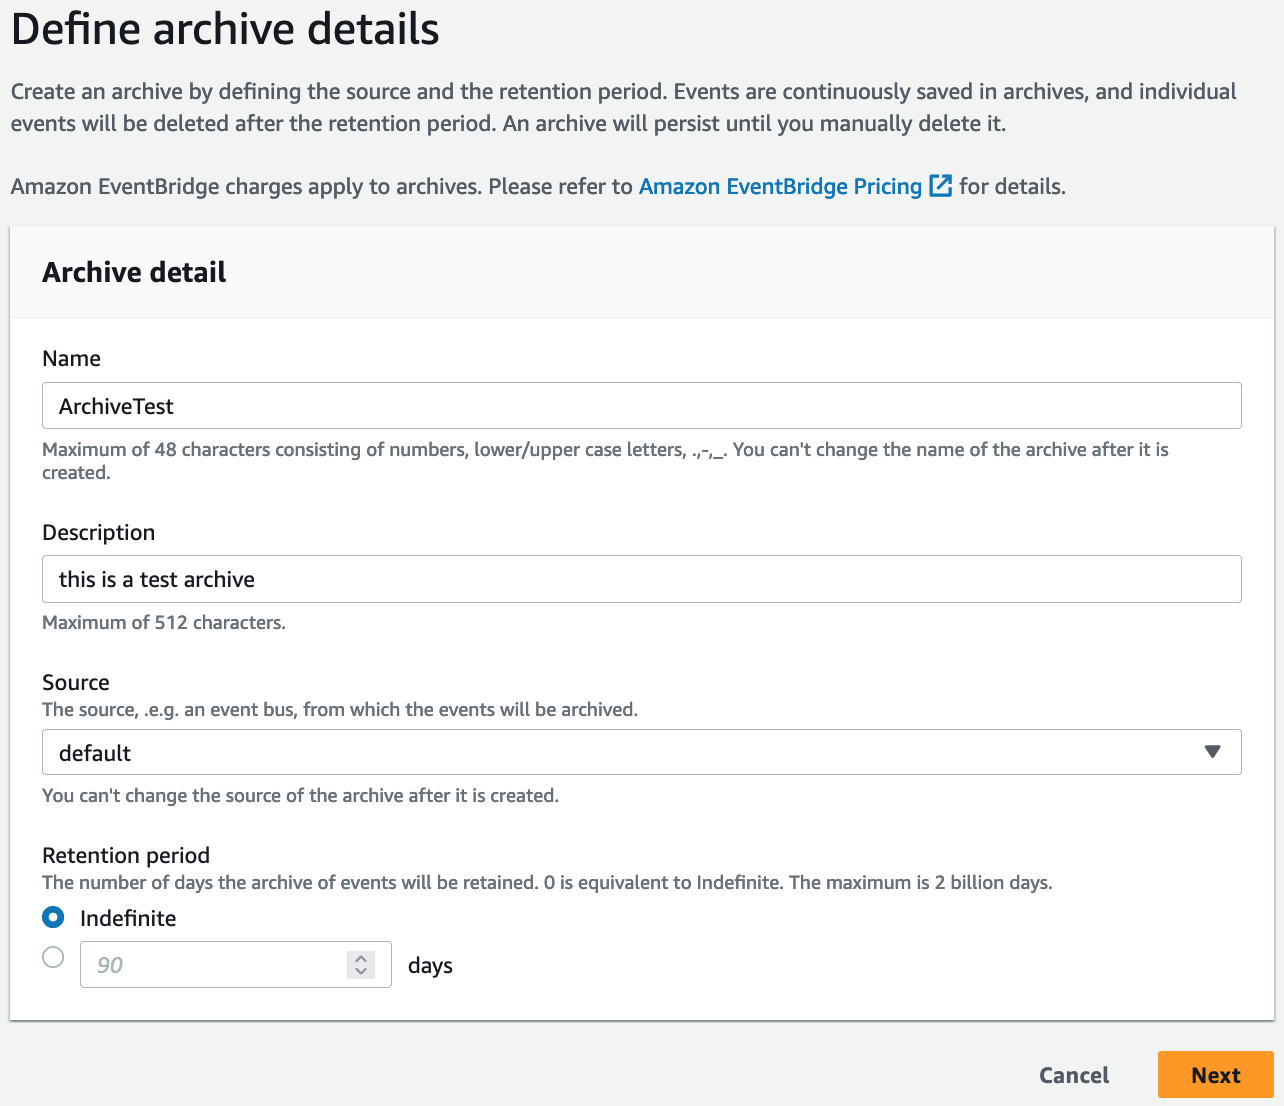 Define archive details
Create an archive by defining the source and the retention period. Events are continuously saved in archives, and individual
events will be deleted after the retention period. An archive will persist until you manually delete it.
Amazon EventBridge charges apply to archives. Please refer to Amazon EventBridge Pricing for details.
Archive detail
Name
ArchiveTest
Maximum of 48 characters consisting of numbers, lower/upper case letters, .,-,_. You can't change the name of the archive after it is
created.
Description
this is a test archive
Maximum of 512 characters.
Source
The source, .e.g. an event bus, from which the events will be archived.
default
You can't change the source of the archive after it is created.
Retention period
The number of days the archive of events will be retained. 0 is equivalent to Indefinite. The maximum is 2 billion days.
Indefinite
90 days
Cancel Next